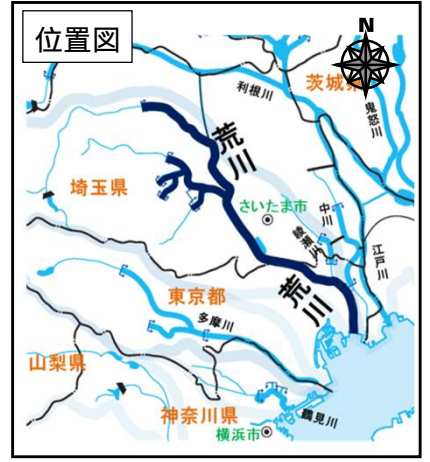 位置図
N
茨城県
利根川
鬼怒川
荒川
埼玉県
さいたま市
中川
綾瀬川
江戸川
荒川
東京都
多摩川
山梨県
神奈川県
鶴見川
横浜市